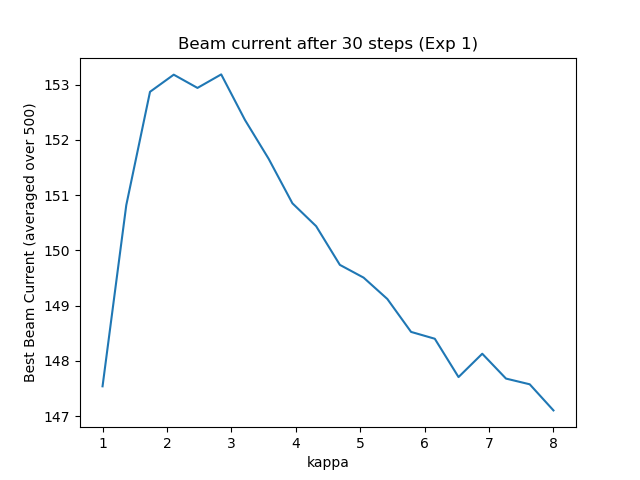 Beam current after 30 steps (Exp 1)
Best Beam Current (averaged over 500)
153
152
151
150
149
148
147
1 2 3 4 5 6 7 8
kappa